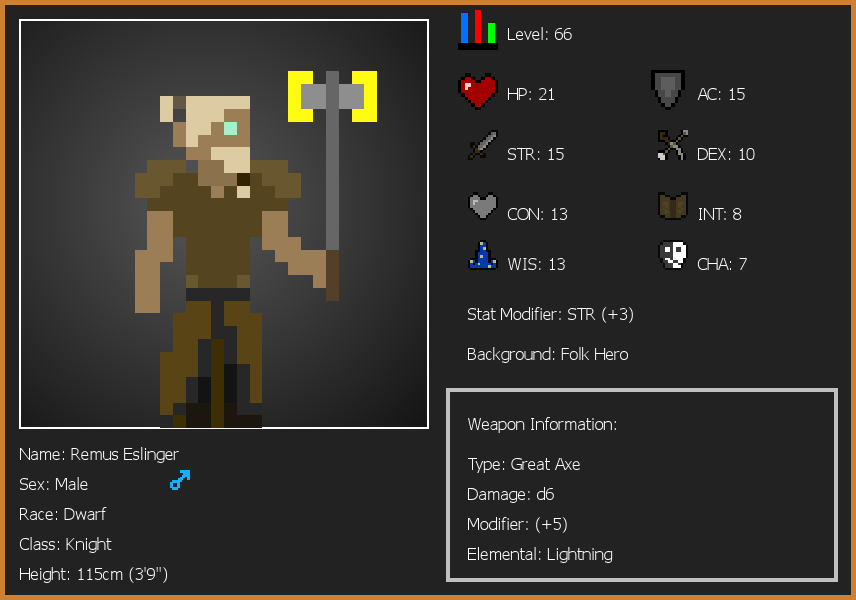 Level: 66
HP: 21
AC: 15
STR: 15
DEX: 10
CON: 13
INT: 8
WIS: 13
CHA: 7
Stat Modifier: STR (+3)
Background: Folk Hero
Weapon Information:
Type: Great Axe
Damage: d6
Modifier: (+5)
Elemental: Lightning
Name: Remus Eslinger
Sex: Male
Race: Dwarf
Class: Knight
Height: 115cm (3'9")